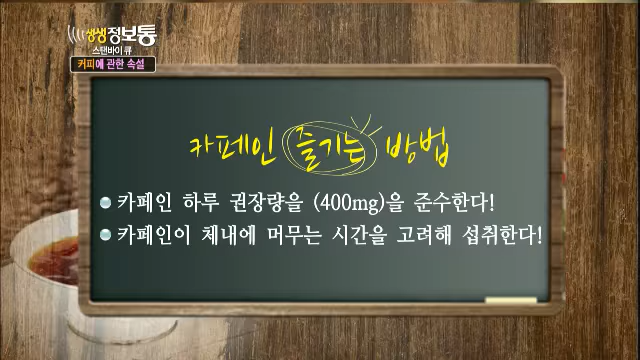 생생정보통
스탠바이 큐
커피에 관한 속설
카페인 즐기는 방법
카페인 하루 권장량을 (400mg)을 준수한다!
카페인이 체내에 머무는 시간을 고려해 섭취한다!